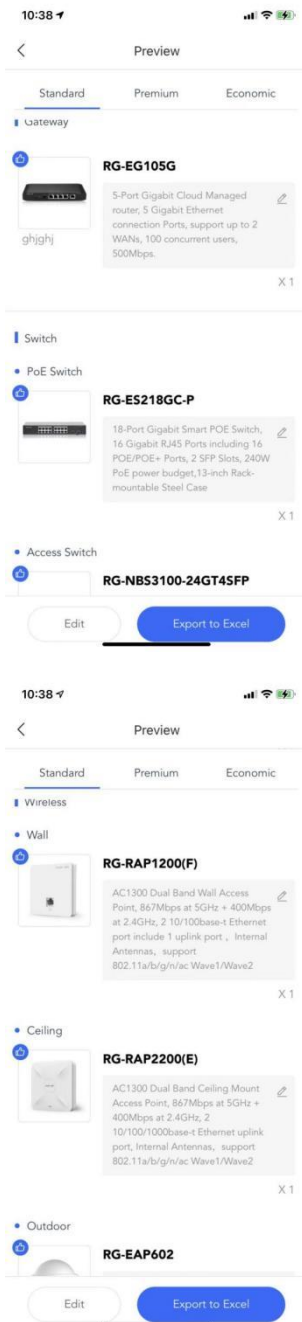 10:38
Preview
Standard Premium Economic
Gateway
RG-EG105G
5-Port Gigabit Cloud Managed
router, 5 Gigabit Ethernet
connection Ports, support up to 2
WANs, 100 concurrent users,
500Mbps.
ghjghj
X 1
Switch
PoE Switch
RG-ES218GC-P
18-Port Gigabit Smart POE Switch,
16 Gigabit RJ45 Ports including 16
POE/POE+ Ports, 2 SFP Slots, 240W
PoE power budget,13-inch Rack-
mountable Steel Case
X 1
Access Switch
RG-NBS3100-24GT4SFP
Edit Export to Excel
10:38
Preview
Standard Premium Economic
Wireless
Wall
RG-RAP1200(F)
AC1300 Dual Band Wall Access
Point, 867Mbps at 5GHz + 400Mbps
at 2.4GHz, 2 10/100base-t Ethernet
port include 1 uplink port , Internal
Antennas, support
802.11a/b/g/n/ac Wave1/Wave2
X 1
Ceiling
RG-RAP2200(E)
AC1300 Dual Band Ceiling Mount
Access Point, 867Mbps at 5GHz +
400Mbps at 2.4GHz, 2
10/100/1000base-t Ethernet uplink
port, Internal Antennas, support
802.11a/b/g/n/ac Wave1/Wave2
X 1
Outdoor
RG-EAP602
Edit Export to Excel